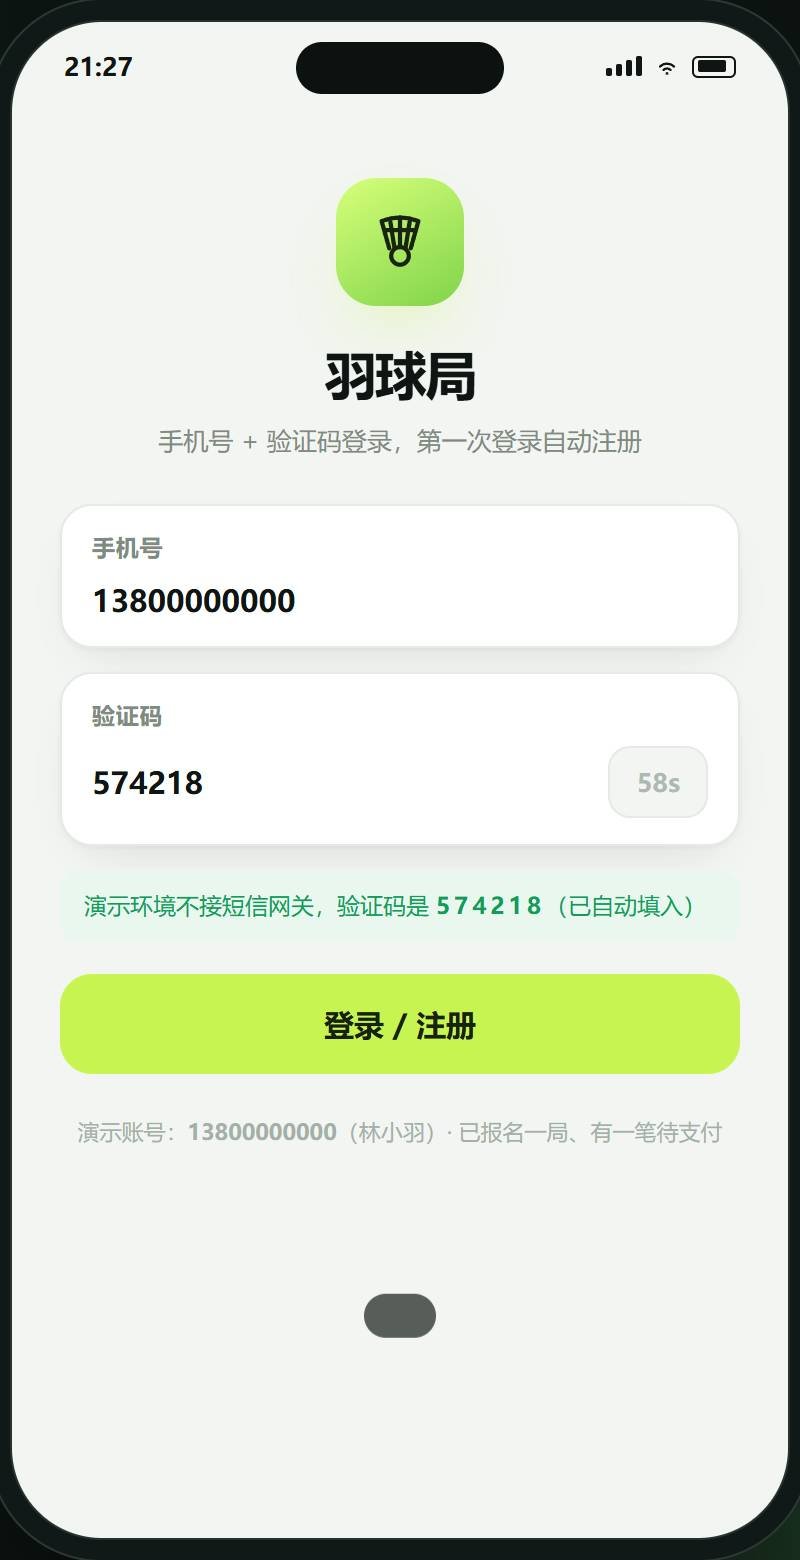 21:27
羽球局
手机号 + 验证码登录，第一次登录自动注册
手机号
13800000000
验证码
574218
58s
演示环境不接短信网关，验证码是 574218（已自动填入）
登录 / 注册
演示账号：13800000000（林小羽）· 已报名一局、有一笔待支付